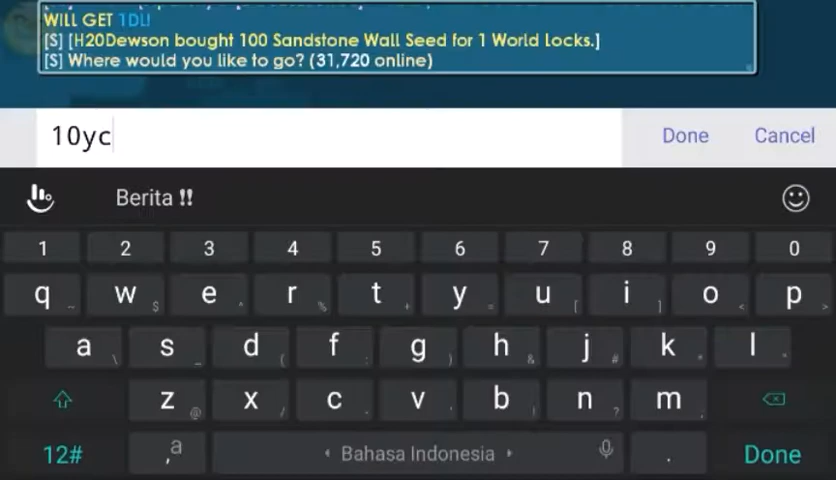 WILL GET 1DL!
[S] [H20Dewson bought 100 Sandstone Wall Seed for 1 World Locks.]
[S] Where would you like to go? (31,720 online)
10yc Done Cancel
Berita !!
1 2 3 4 5 6 7 8 9 0
q w e r t y u i o p
a s d f g h j k l
z x c v b n m
12# , a Bahasa Indonesia . Done